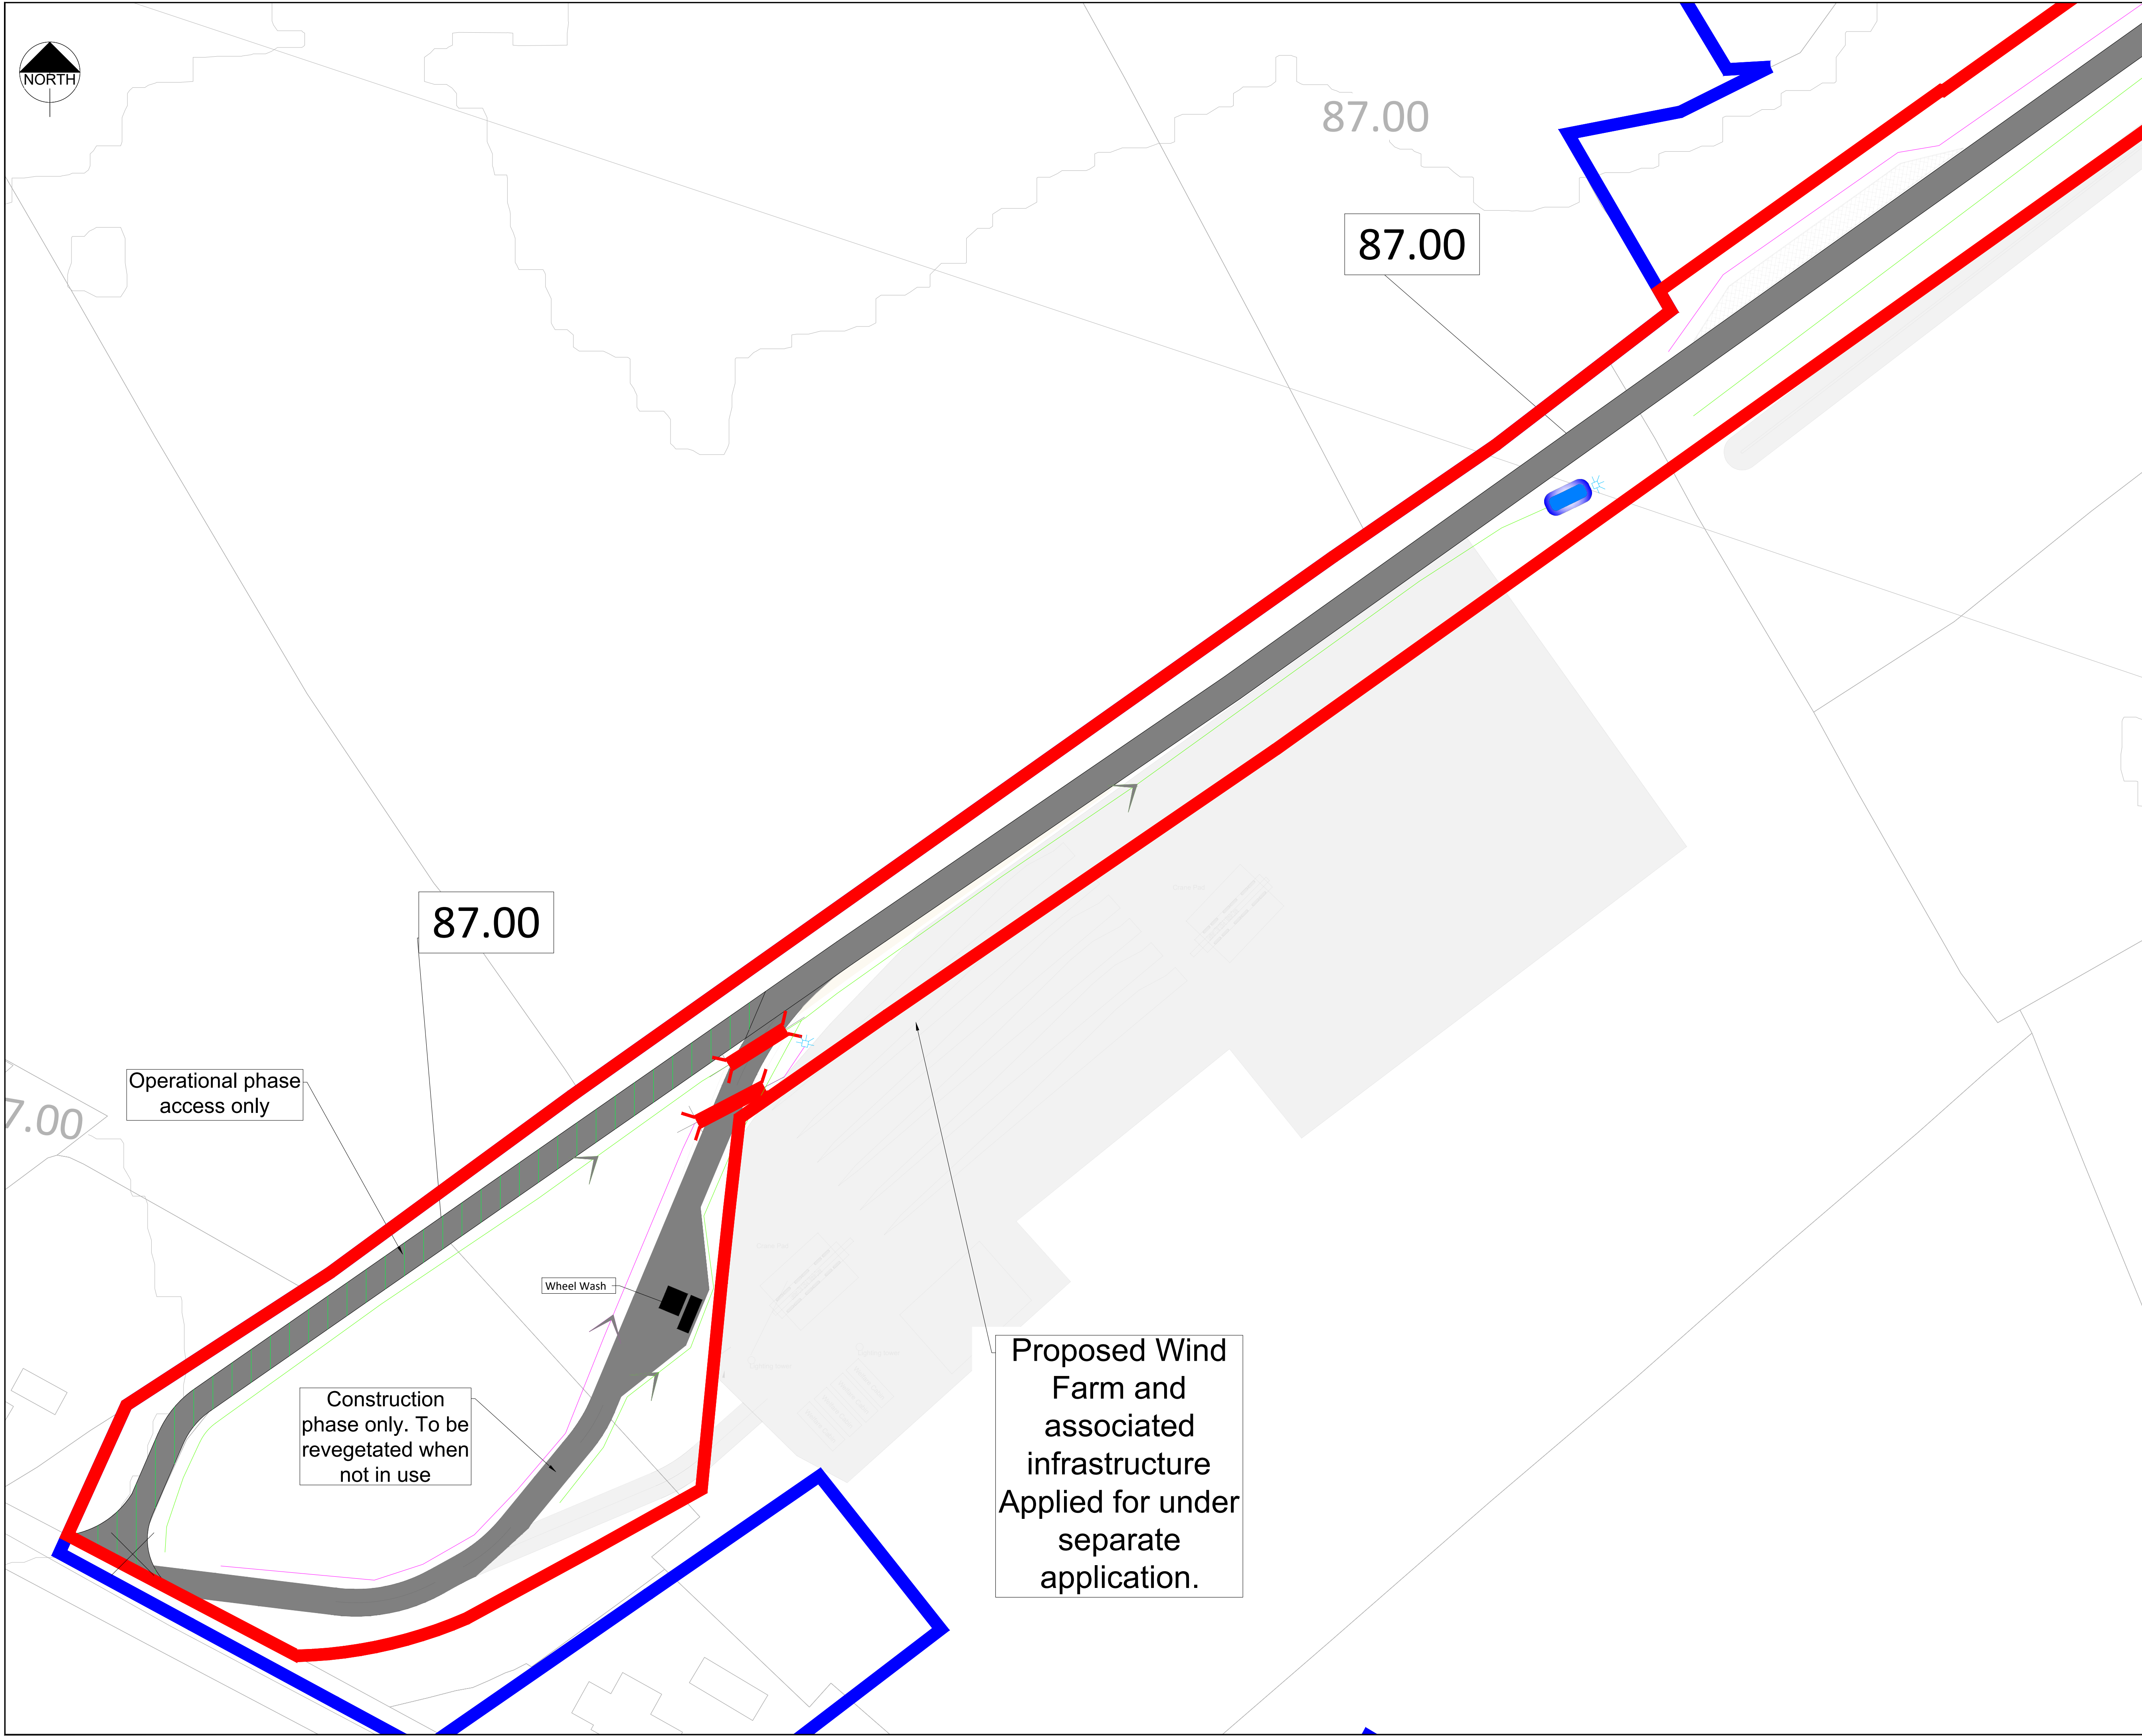 NORTH
87.00
87.00
87.00
Operational phase
access only
7.00
Wheel Wash
Construction
phase only. To be
revegetated when
not in use
Proposed Wind
Farm and
associated
infrastructure
Applied for under
separate
application.